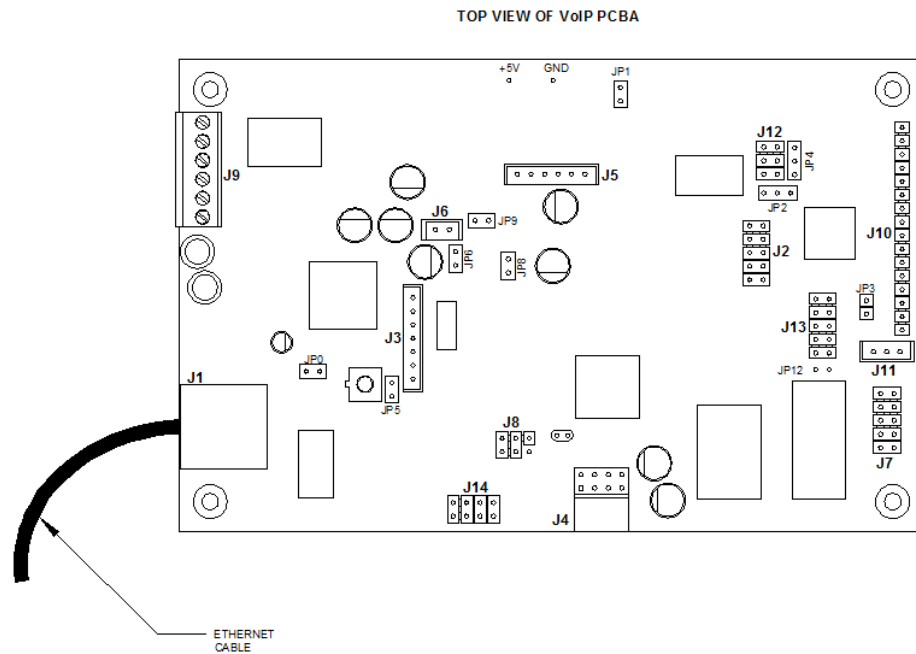 TOP VIEW OF VoIP PCBA
+5V GND
JP1
J12
JP4
J9
J5
JP2
J6
JP9
J10
J2
JP6
JP8
JP3
J3
J13
JP0
J11
J1
JP12
JP5
J8
J7
J14
J4
ETHERNET
CABLE